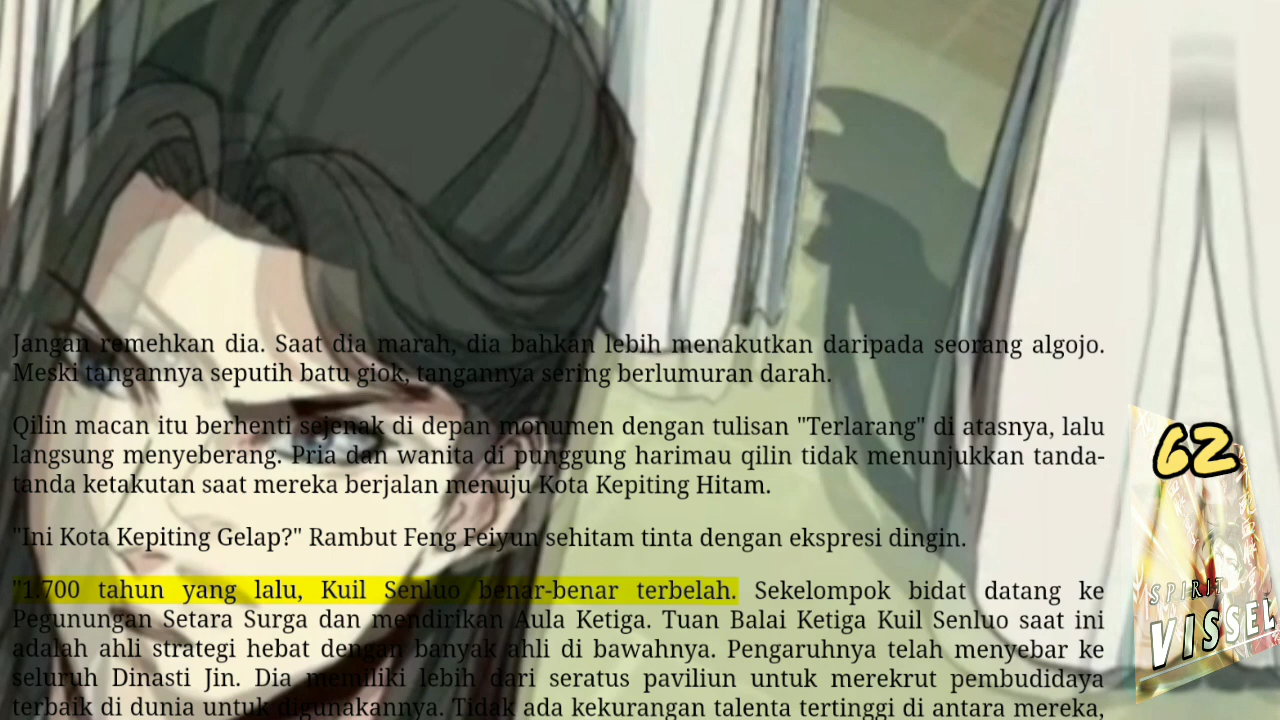 Jangan remehkan dia. Saat dia marah, dia bahkan lebih menakutkan daripada seorang algojo.
Meski tangannya seputih batu giok, tangannya sering berlumuran darah.
Qilin macan itu berhenti sejenak di depan monumen dengan tulisan "Terlarang" di atasnya, lalu
langsung menyeberang. Pria dan wanita di punggung harimau qilin tidak menunjukkan tanda-
tanda ketakutan saat mereka berjalan menuju Kota Kepiting Hitam.
"Ini Kota Kepiting Gelap?" Rambut Feng Feiyun sehitam tinta dengan ekspresi dingin.
"1.700 tahun yang lalu, Kuil Senluo benar-benar terbelah. Sekelompok bidat datang ke
Pegunungan Setara Surga dan mendirikan Aula Ketiga. Tuan Balai Ketiga Kuil Senluo saat ini
adalah ahli strategi hebat dengan banyak ahli di bawahnya. Pengaruhnya telah menyebar ke
seluruh Dinasti Jin. Dia memiliki lebih dari seratus paviliun untuk merekrut pembudidaya
terbaik di dunia untuk digunakannya. Tidak ada kekurangan talenta tertinggi di antara mereka,
62
SPIRIT
VISSEL